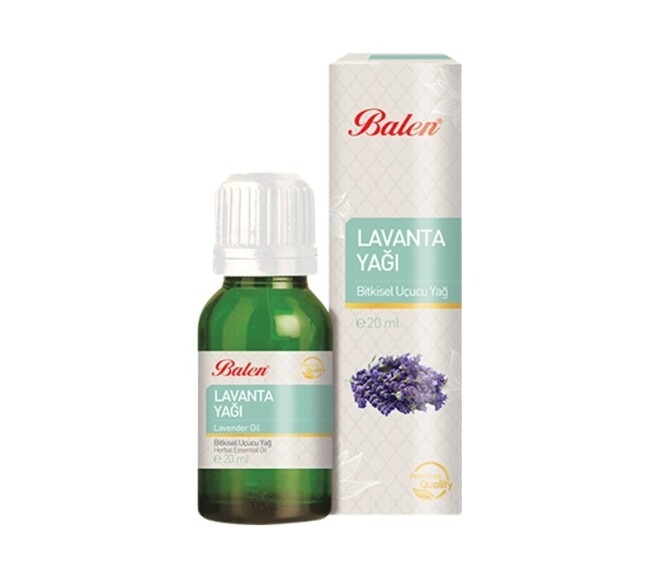 Balen®
LAVANTA
YAĞI
Bitkisel Uçucu Yağ
℮20 ml
Quality
Balen®
LAVANTA
YAĞI
Lavender Oil
Bitkisel Uçucu Yağ
Herbal Essential Oil
℮20 ml